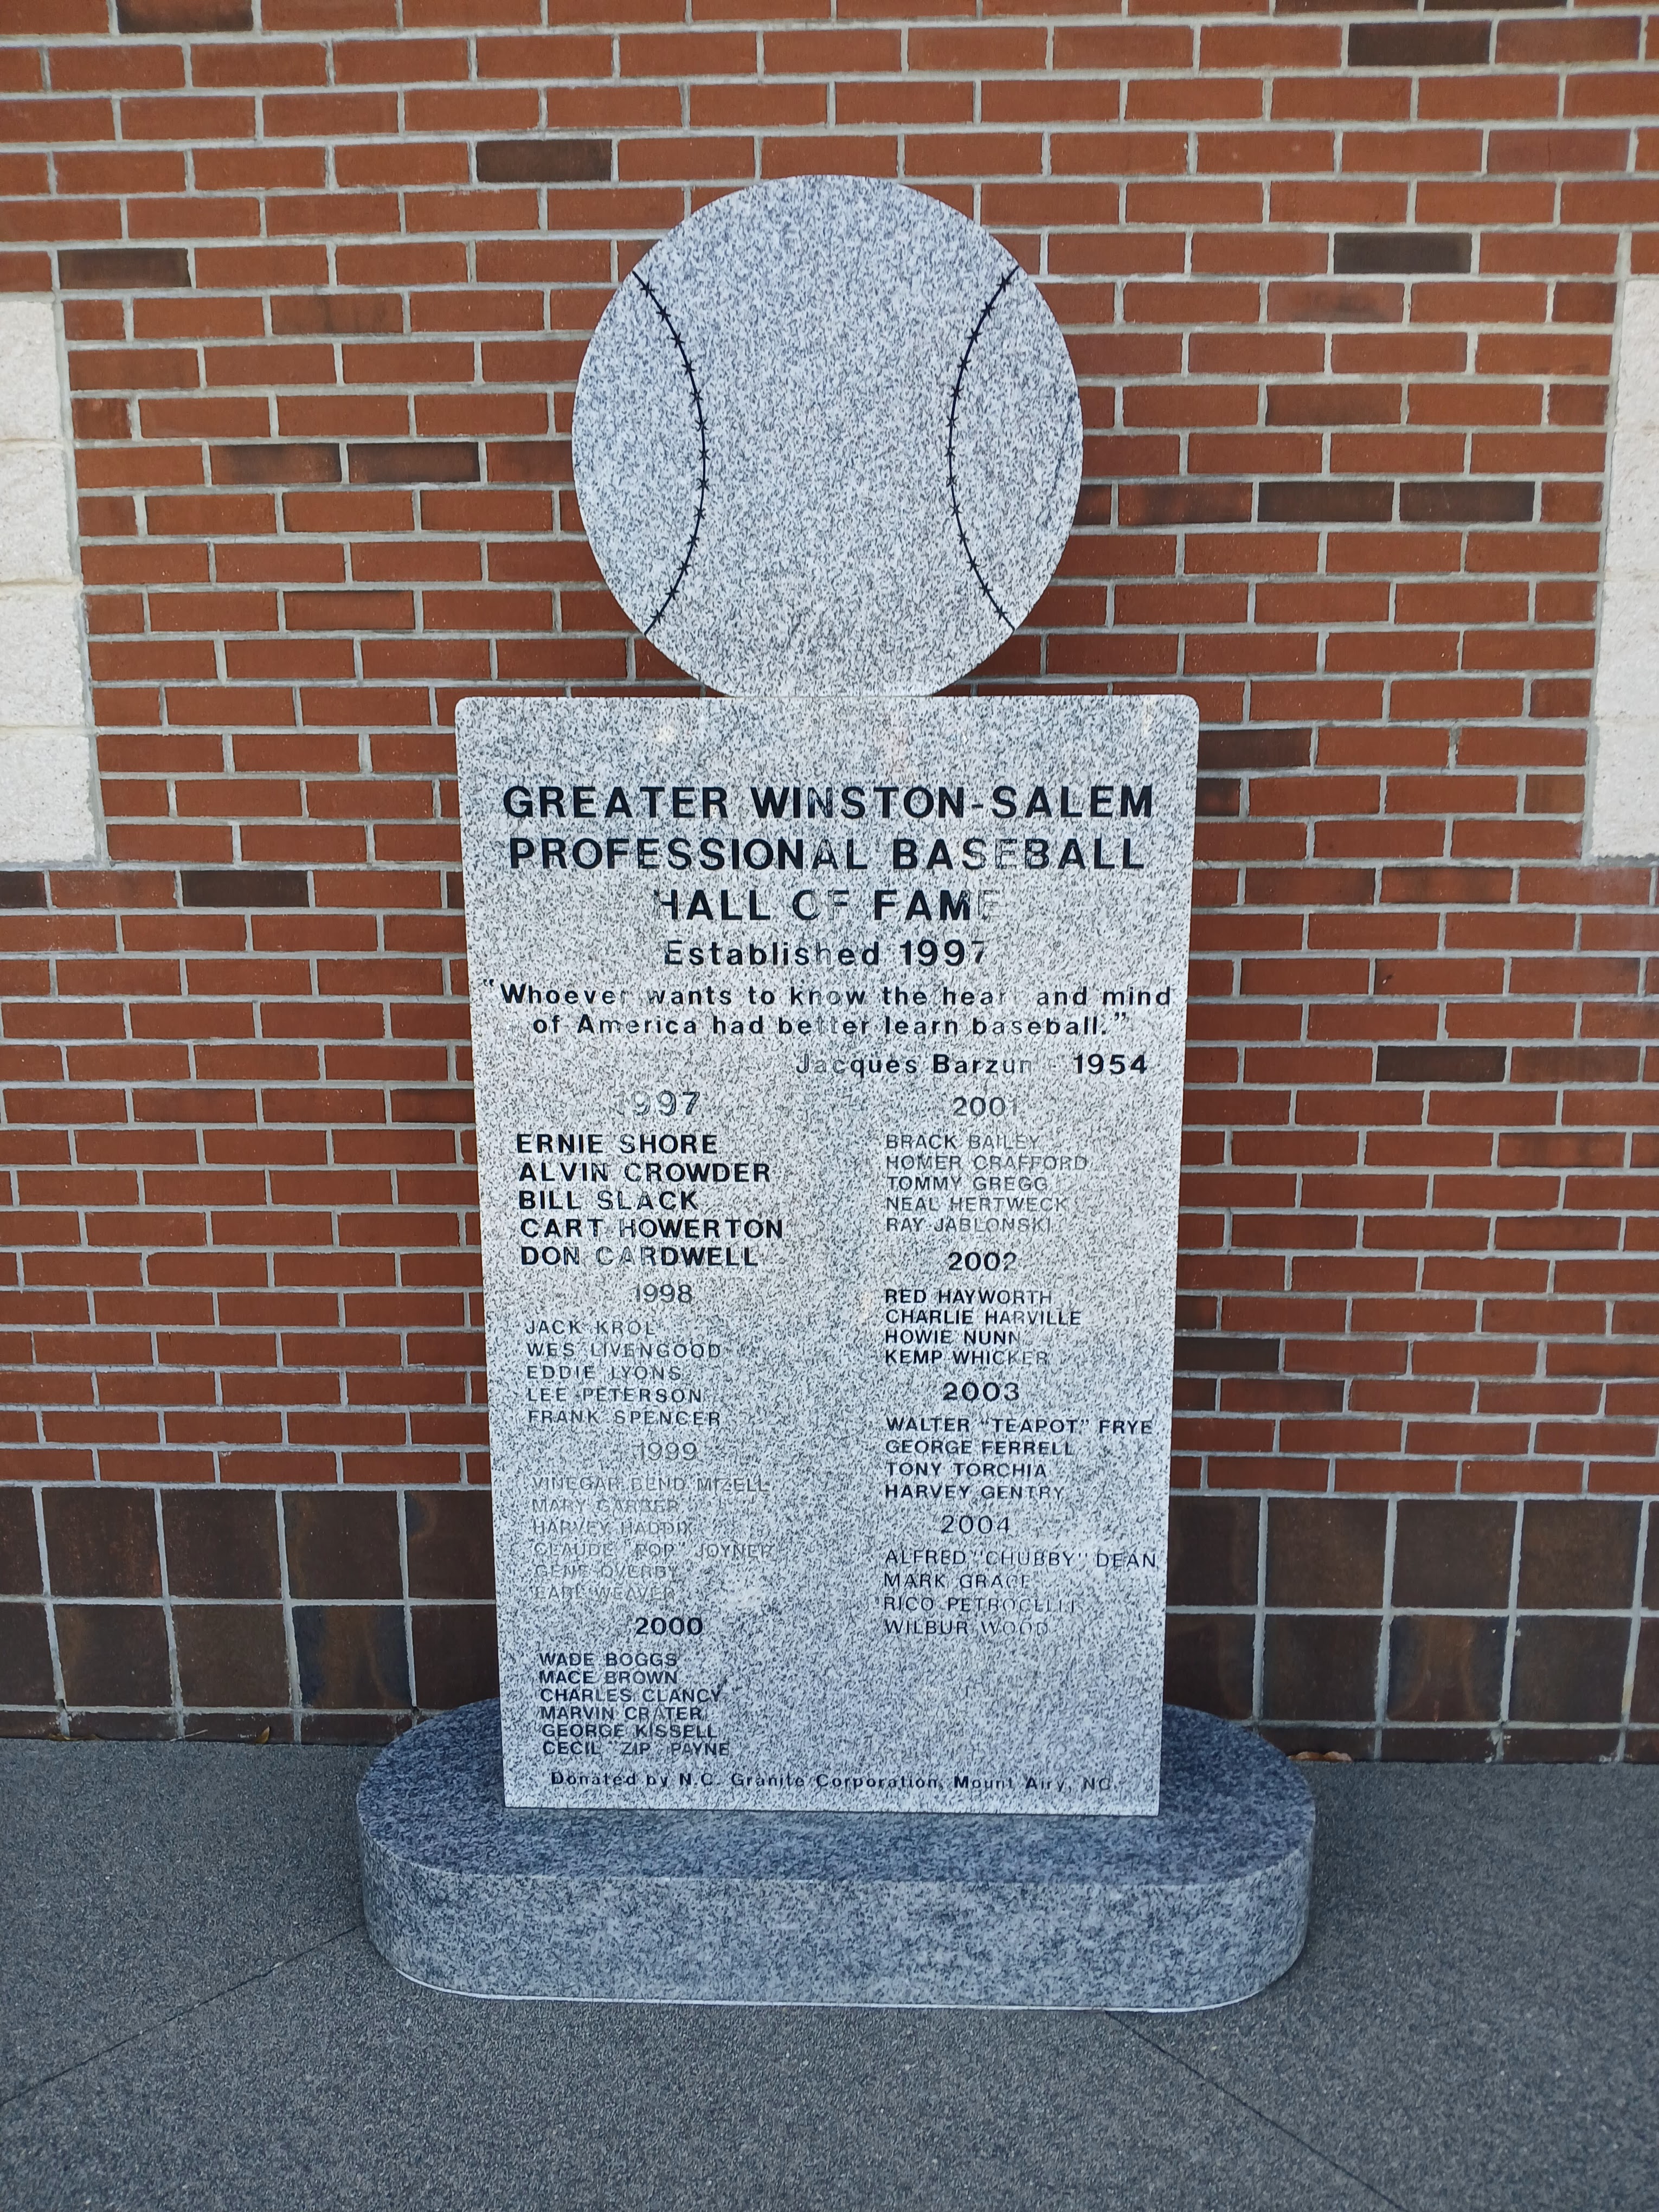 GREATER WINSTON-SALEM
PROFESSIONAL BASEBALL
HALL OF FAME
Established 1997
"Whoever wants to know the heart and mind
of America had better learn baseball."
Jacques Barzun - 1954
1997
ERNIE SHORE
ALVIN CROWDER
BILL SLACK
CART HOWERTON
DON CARDWELL
1998
JACK KROL
WES LIVENGOOD
EDDIE LYONS
LEE PETERSON
FRANK SPENCER
1999
VINEGAR BEND MIZELL
MARY GARBER
HARVEY HADDIX
CLAUDE "POP" JOYNER
GENE OVERBY
EARL WEAVER
2000
WADE BOGGS
MACE BROWN
CHARLES CLANCY
MARVIN CRATER
GEORGE KISSELL
CECIL "ZIP" PAYNE
2001
BRACK BAILEY
HOMER CRAFFORD
TOMMY GREGG
NEAL HERTWECK
RAY JABLONSKI
2002
RED HAYWORTH
CHARLIE HARVILLE
HOWIE NUNN
KEMP WHICKER
2003
WALTER "TEAPOT" FRYE
GEORGE FERRELL
TONY TORCHIA
HARVEY GENTRY
2004
ALFRED "CHUBBY" DEAN
MARK GRACE
RICO PETROCELLI
WILBUR WOOD
Donated by N.C. Granite Corporation, Mount Airy, NC.